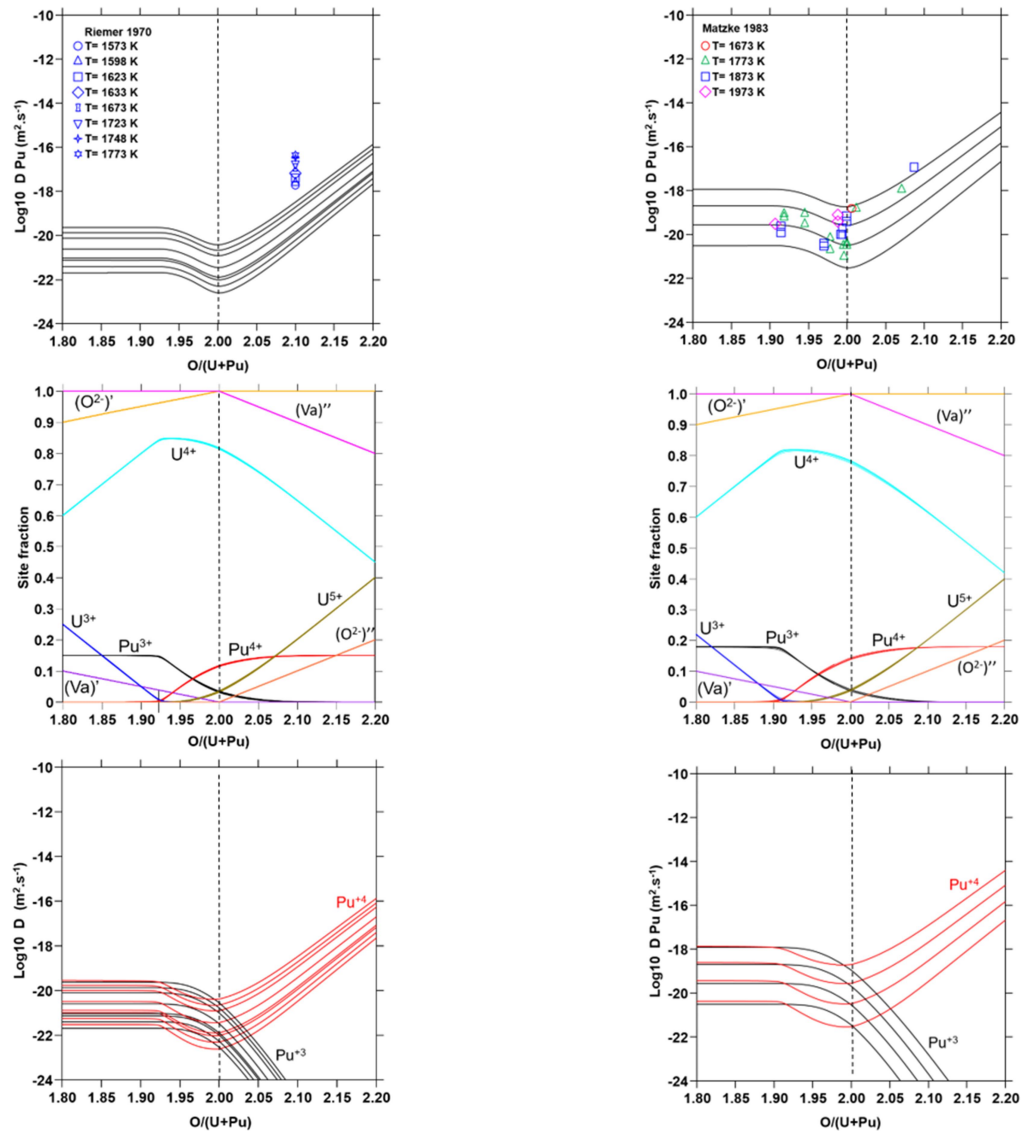 -10
-12
-14
-16
-18
-20
-22
-24
Log10 D Pu (m².s⁻¹)
Riemer 1970
T= 1573 K
T= 1598 K
T= 1623 K
T= 1633 K
T= 1673 K
T= 1723 K
T= 1748 K
T= 1773 K
1.80 1.85 1.90 1.95 2.00 2.05 2.10 2.15 2.20
O/(U+Pu)
-10
-12
-14
-16
-18
-20
-22
-24
Log10 D Pu (m².s⁻¹)
Matzke 1983
T= 1673 K
T= 1773 K
T= 1873 K
T= 1973 K
1.80 1.85 1.90 1.95 2.00 2.05 2.10 2.15 2.20
O/(U+Pu)
1.0
0.9
0.8
0.7
0.6
0.5
0.4
0.3
0.2
0.1
0
Site fraction
(O²⁻)’
(Va)’’
U⁴⁺
U³⁺
U⁵⁺
Pu³⁺
Pu⁴⁺
(O²⁻)’’
(Va)’
1.80 1.85 1.90 1.95 2.00 2.05 2.10 2.15 2.20
O/(U+Pu)
1.0
0.9
0.8
0.7
0.6
0.5
0.4
0.3
0.2
0.1
0
Site fraction
(O²⁻)’
(Va)’’
U⁴⁺
U⁵⁺
U³⁺
Pu³⁺
Pu⁴⁺
(O²⁻)’’
(Va)’
1.80 1.85 1.90 1.95 2.00 2.05 2.10 2.15 2.20
O/(U+Pu)
-10
-12
-14
-16
-18
-20
-22
-24
Log10 D (m².s⁻¹)
Pu⁺⁴
Pu⁺³
1.80 1.85 1.90 1.95 2.00 2.05 2.10 2.15 2.20
O/(U+Pu)
-10
-12
-14
-16
-18
-20
-22
-24
Log10 D Pu (m².s⁻¹)
Pu⁺⁴
Pu⁺³
1.80 1.85 1.90 1.95 2.00 2.05 2.10 2.15 2.20
O/(U+Pu)